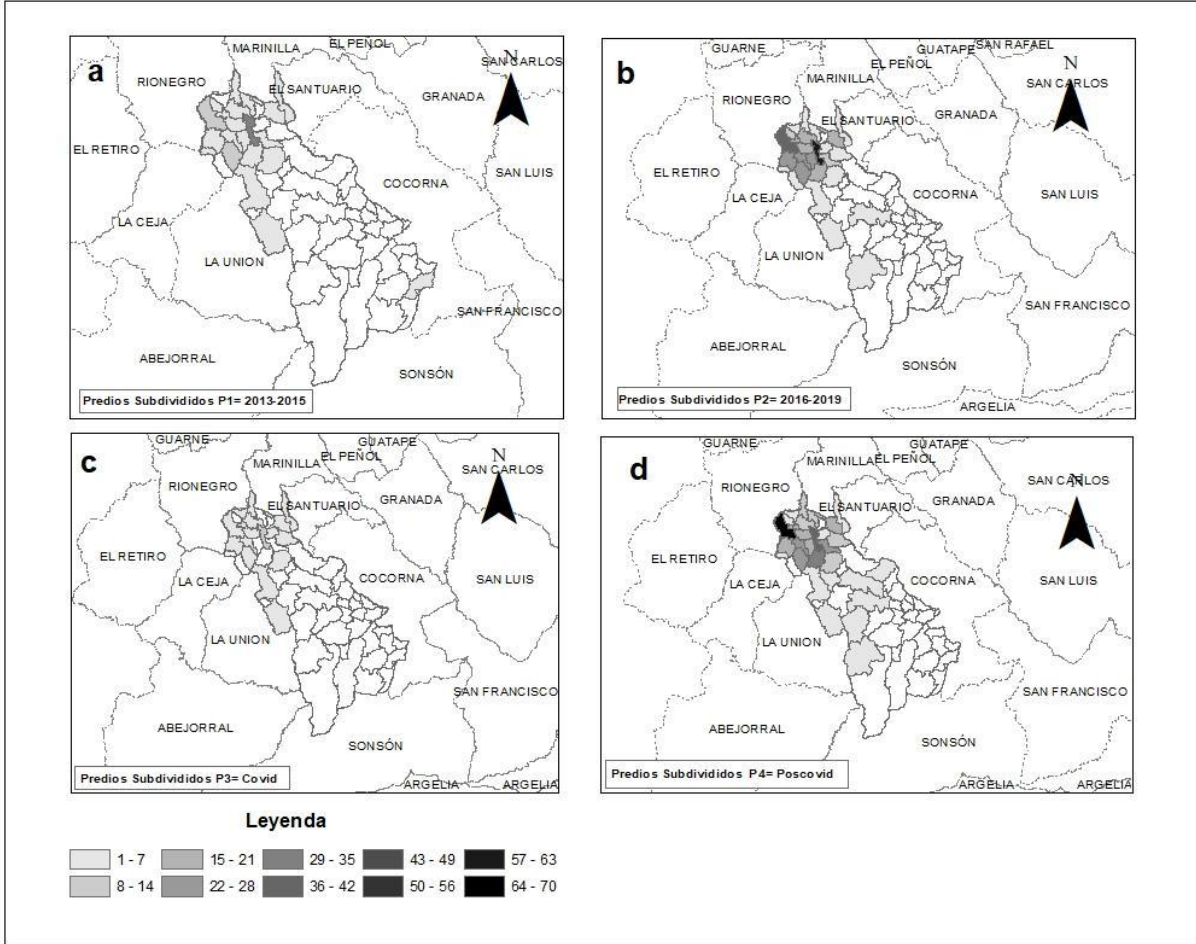 a
MARINILLA
EL PEÑOL
N
SAN CARLOS
RIONEGRO
EL SANTUARIO
GRANADA
EL RETIRO
COCORNA
SAN LUIS
LA CEJA
LA UNION
SAN FRANCISCO
ABEJORRAL
SONSÓN
Predios Subdivididos P1= 2013-2015
b
GUARNE
GUATAPE
SAN RAFAEL
EL PEÑOL
N
MARINILLA
SAN CARLOS
RIONEGRO
EL SANTUARIO
GRANADA
EL RETIRO
LA CEJA
COCORNA
SAN LUIS
LA UNION
SAN FRANCISCO
ABEJORRAL
SONSÓN
Predios Subdivididos P2= 2016-2019
ARGELIA
c
GUARNE
GUATAPE
EL PEÑOL
N
MARINILLA
SAN CARLOS
RIONEGRO
EL SANTUARIO
GRANADA
EL RETIRO
LA CEJA
COCORNA
SAN LUIS
LA UNION
SAN FRANCISCO
ABEJORRAL
SONSÓN
Predios Subdivididos P3= Covid
ARGELIA
ARGELIA
d
GUARNE
GUATAPE
MARINILLA
EL PEÑOL
N
SAN CARLOS
RIONEGRO
EL SANTUARIO
GRANADA
EL RETIRO
LA CEJA
COCORNA
SAN LUIS
LA UNION
SAN FRANCISCO
ABEJORRAL
SONSÓN
Predios Subdivididos P4= Poscovid
ARGELIA
ARGELIA
Leyenda
1 - 7 15 - 21 29 - 35 43 - 49 57 - 63
8 - 14 22 - 28 36 - 42 50 - 56 64 - 70